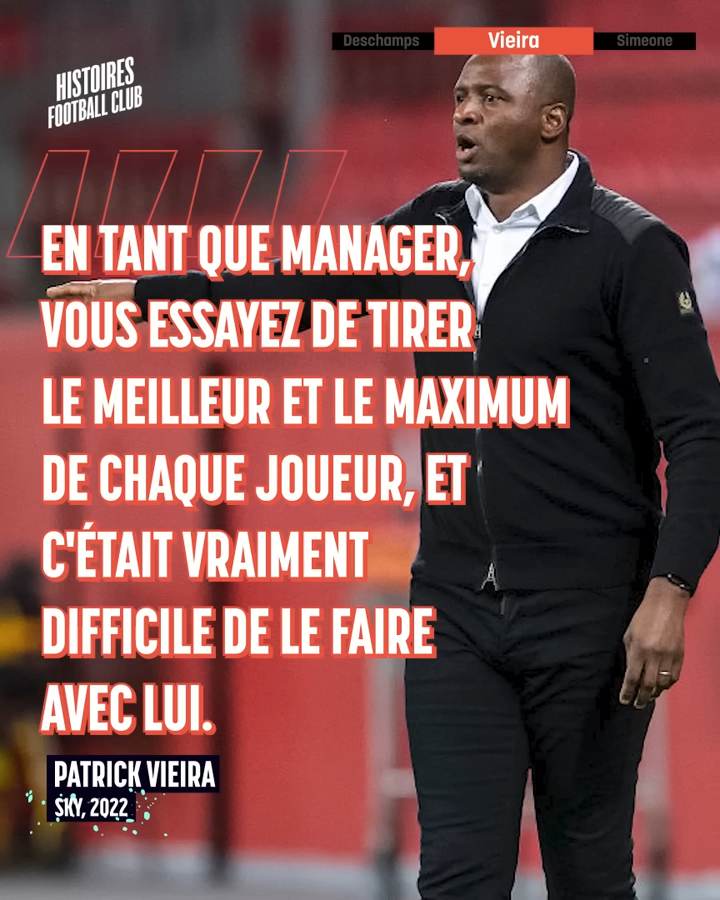 Deschamps
Vieira
Simeone
HISTOIRES
FOOTBALL CLUB
EN TANT QUE MANAGER,
VOUS ESSAYEZ DE TIRER
LE MEILLEUR ET LE MAXIMUM
DE CHAQUE JOUEUR, ET
C'ÉTAIT VRAIMENT
DIFFICILE DE LE FAIRE
AVEC LUI.
PATRICK VIEIRA
SKY, 2022